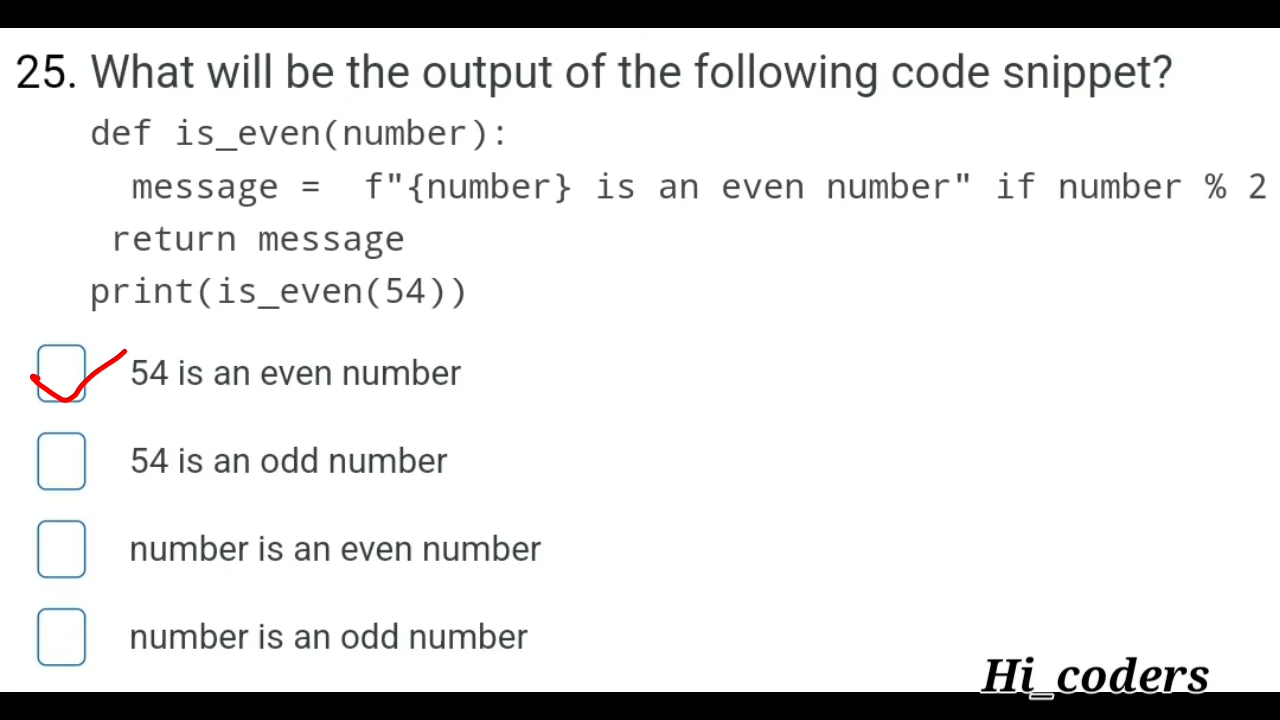 25. What will be the output of the following code snippet?
def is_even(number):
message =  f"{number} is an even number" if number % 2
return message
print(is_even(54))
54 is an even number
54 is an odd number
number is an even number
number is an odd number
Hi_coders